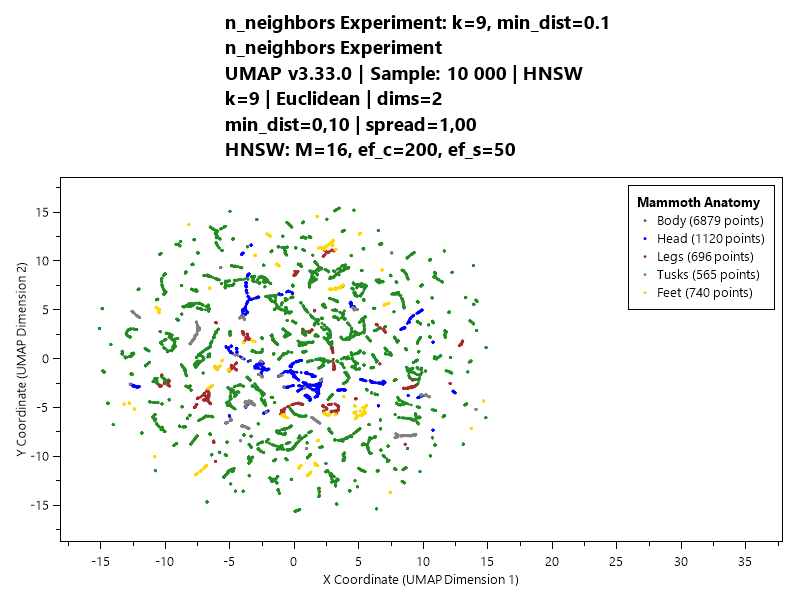 n_neighbors Experiment: k=9, min_dist=0.1
n_neighbors Experiment
UMAP v3.33.0 | Sample: 10 000 | HNSW
k=9 | Euclidean | dims=2
min_dist=0,10 | spread=1,00
HNSW: M=16, ef_c=200, ef_s=50
Mammoth Anatomy
Body (6879 points)
Head (1120 points)
Legs (696 points)
Tusks (565 points)
Feet (740 points)
Y Coordinate (UMAP Dimension 2)
15
10
5
0
-5
-10
-15
-15 -10 -5 0 5 10 15 20 25 30 35
X Coordinate (UMAP Dimension 1)